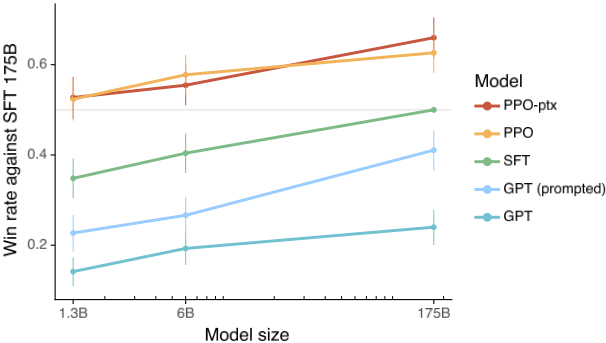 Win rate against SFT 175B
0.6
0.4
0.2
1.3B
6B
175B
Model size
Model
PPO-ptx
PPO
SFT
GPT (prompted)
GPT